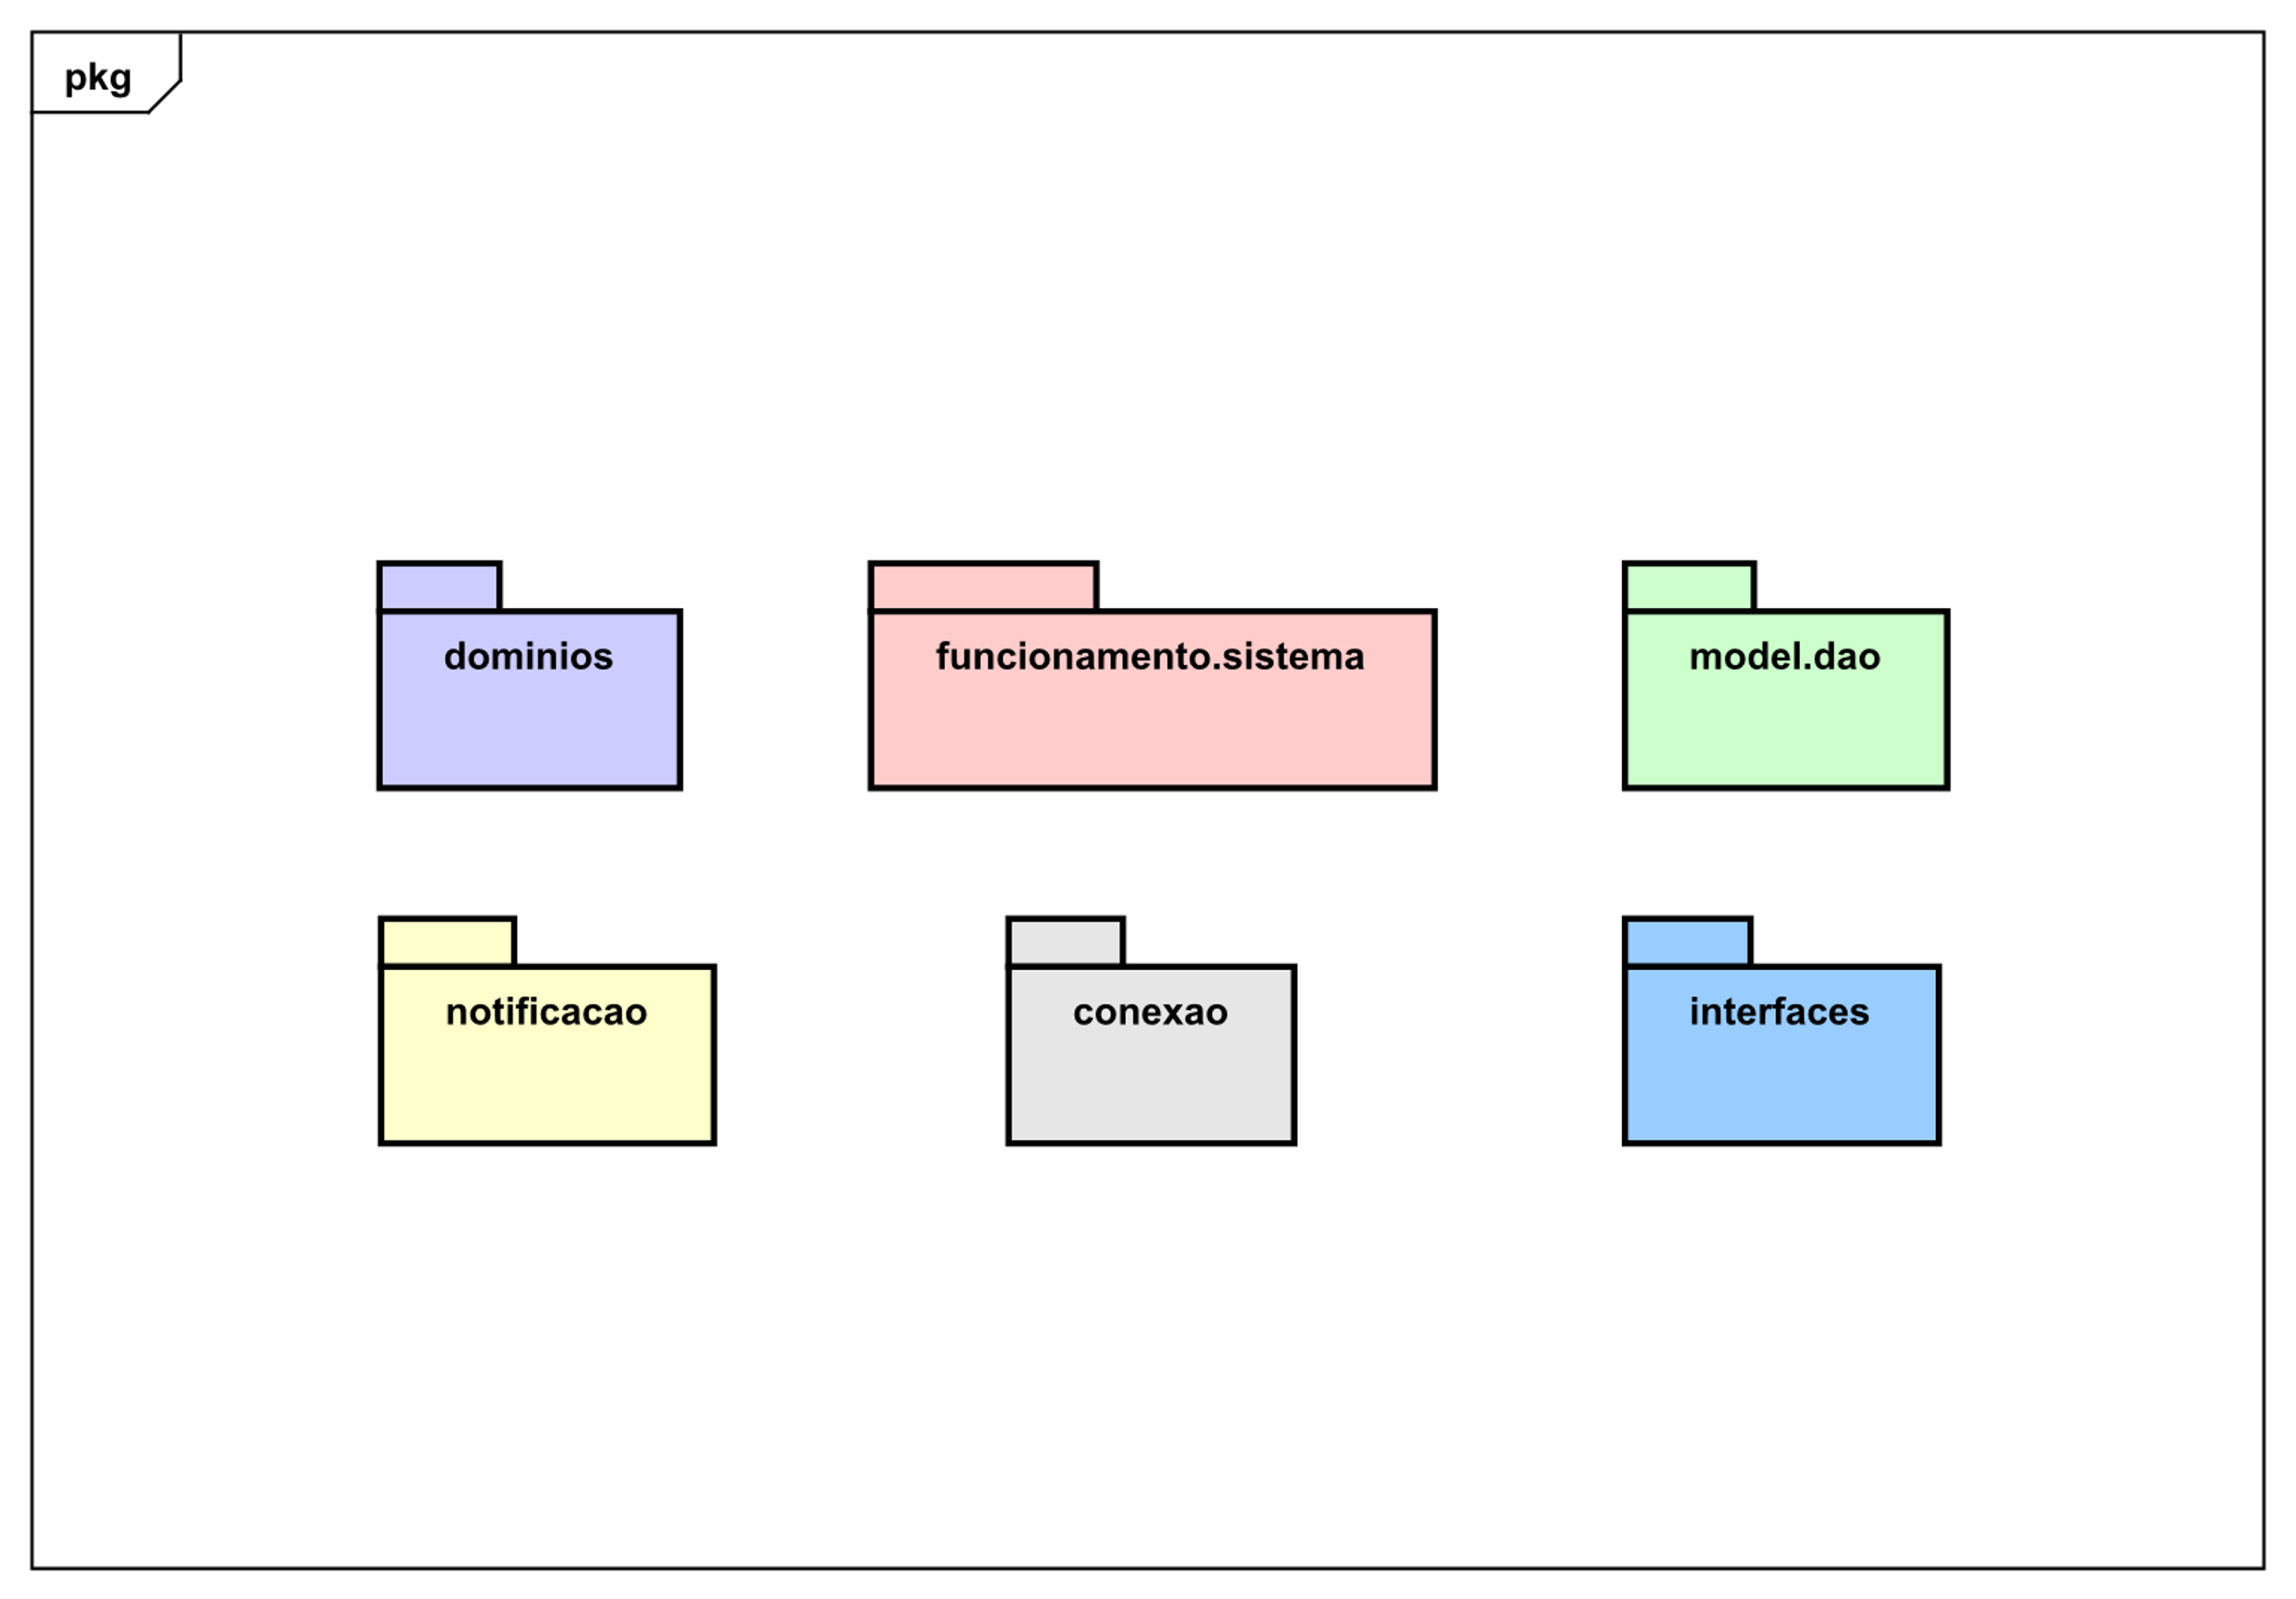 pkg
dominios
funcionamento.sistema
model.dao
notificacao
conexao
interfaces